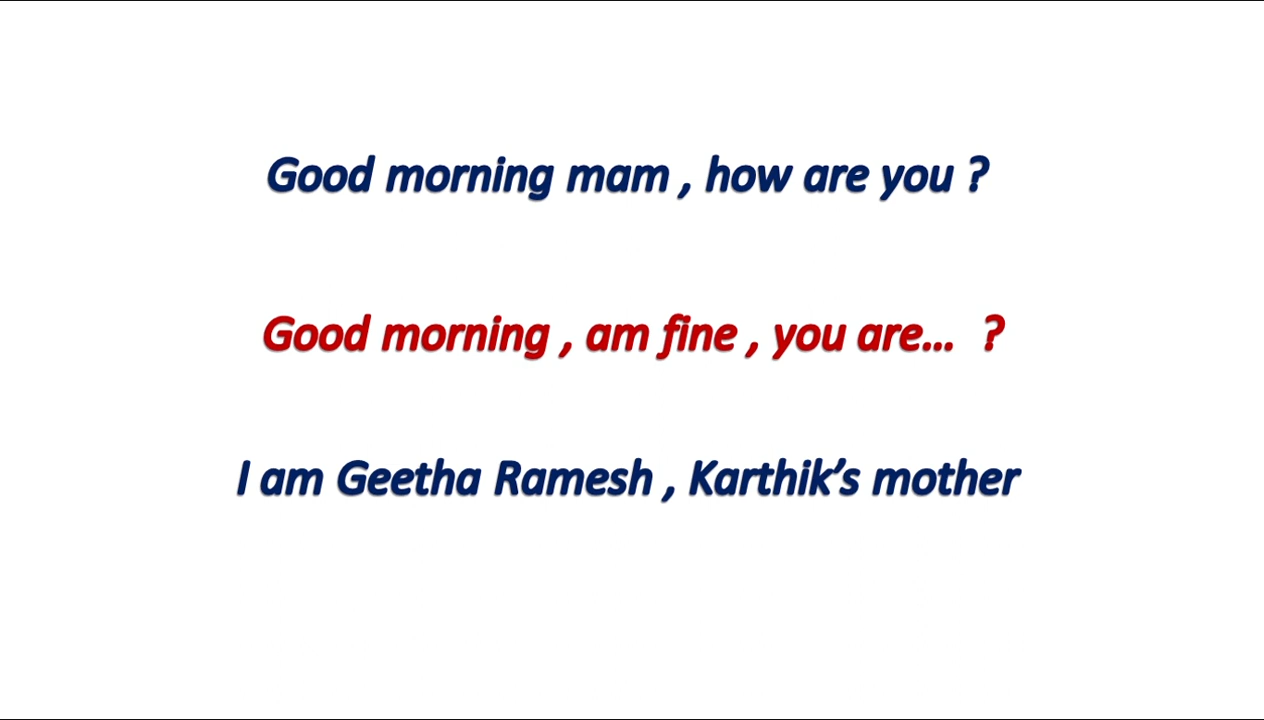 Good morning mam , how are you ?
Good morning , am fine , you are... ?
I am Geetha Ramesh , Karthik’s mother